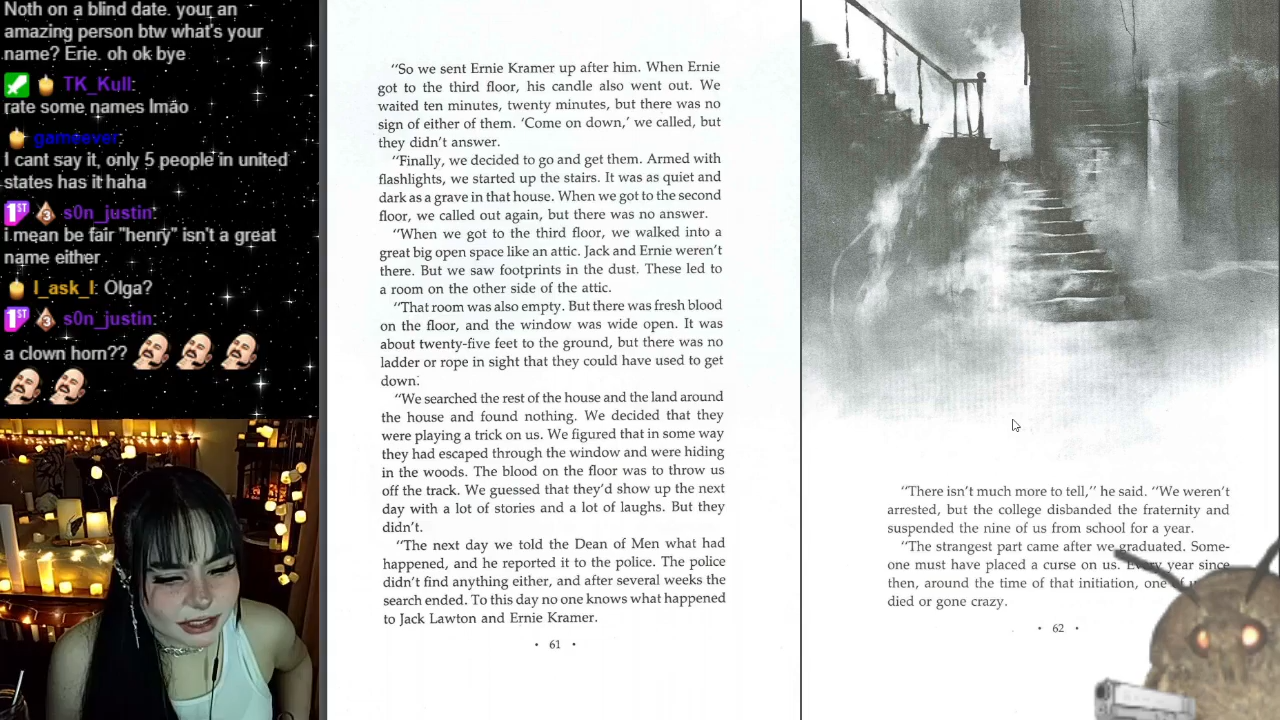 Noth on a blind date. your an
amazing person btw what's your
name? Erie. oh ok bye
TK_Kull:
rate some names lmao
gameever:
I cant say it, only 5 people in united
states has it haha
1ST 3 s0n_justin:
i mean be fair "henry" isn't a great
name either
I_ask_I: Olga?
1ST 3 s0n_justin:
a clown horn??
"So we sent Ernie Kramer up after him. When Ernie
got to the third floor, his candle also went out. We
waited ten minutes, twenty minutes, but there was no
sign of either of them. 'Come on down,' we called, but
they didn't answer.
"Finally, we decided to go and get them. Armed with
flashlights, we started up the stairs. It was as quiet and
dark as a grave in that house. When we got to the second
floor, we called out again, but there was no answer.
"When we got to the third floor, we walked into a
great big open space like an attic. Jack and Ernie weren't
there. But we saw footprints in the dust. These led to
a room on the other side of the attic.
"That room was also empty. But there was fresh blood
on the floor, and the window was wide open. It was
about twenty-five feet to the ground, but there was no
ladder or rope in sight that they could have used to get
down.
"We searched the rest of the house and the land around
the house and found nothing. We decided that they
were playing a trick on us. We figured that in some way
they had escaped through the window and were hiding
in the woods. The blood on the floor was to throw us
off the track. We guessed that they'd show up the next
day with a lot of stories and a lot of laughs. But they
didn't.
"The next day we told the Dean of Men what had
happened, and he reported it to the police. The police
didn't find anything either, and after several weeks the
search ended. To this day no one knows what happened
to Jack Lawton and Ernie Kramer.
• 61 •
"There isn't much more to tell," he said. "We weren't
arrested, but the college disbanded the fraternity and
suspended the nine of us from school for a year.
"The strangest part came after we graduated. Some-
one must have placed a curse on us. Every year since
then, around the time of that initiation, one
died or gone crazy.
• 62 •